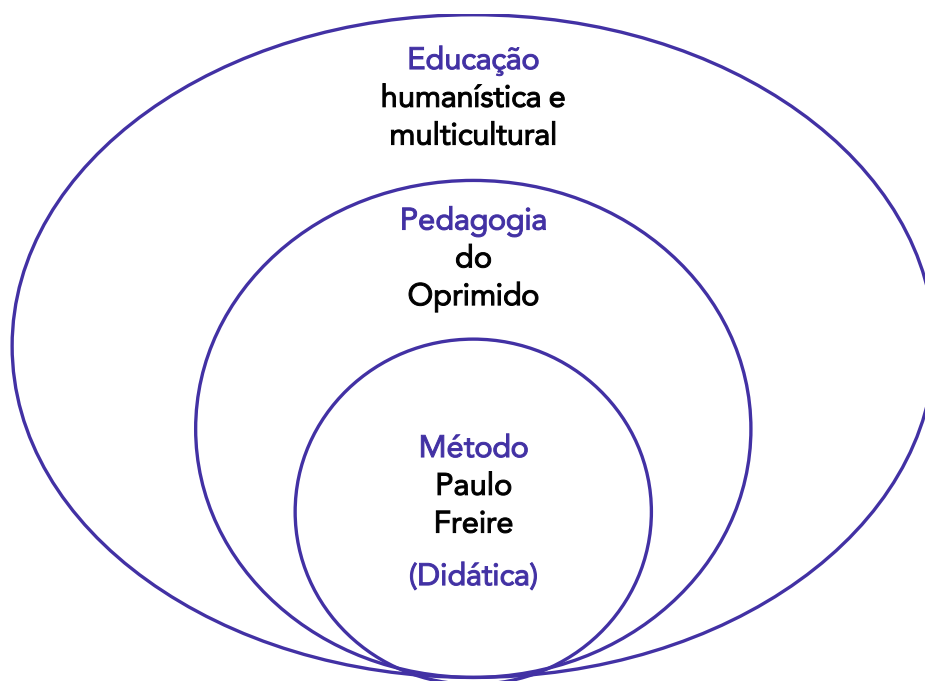 Educação
humanística e
multicultural
Pedagogia
do
Oprimido
Método
Paulo
Freire
(Didática)